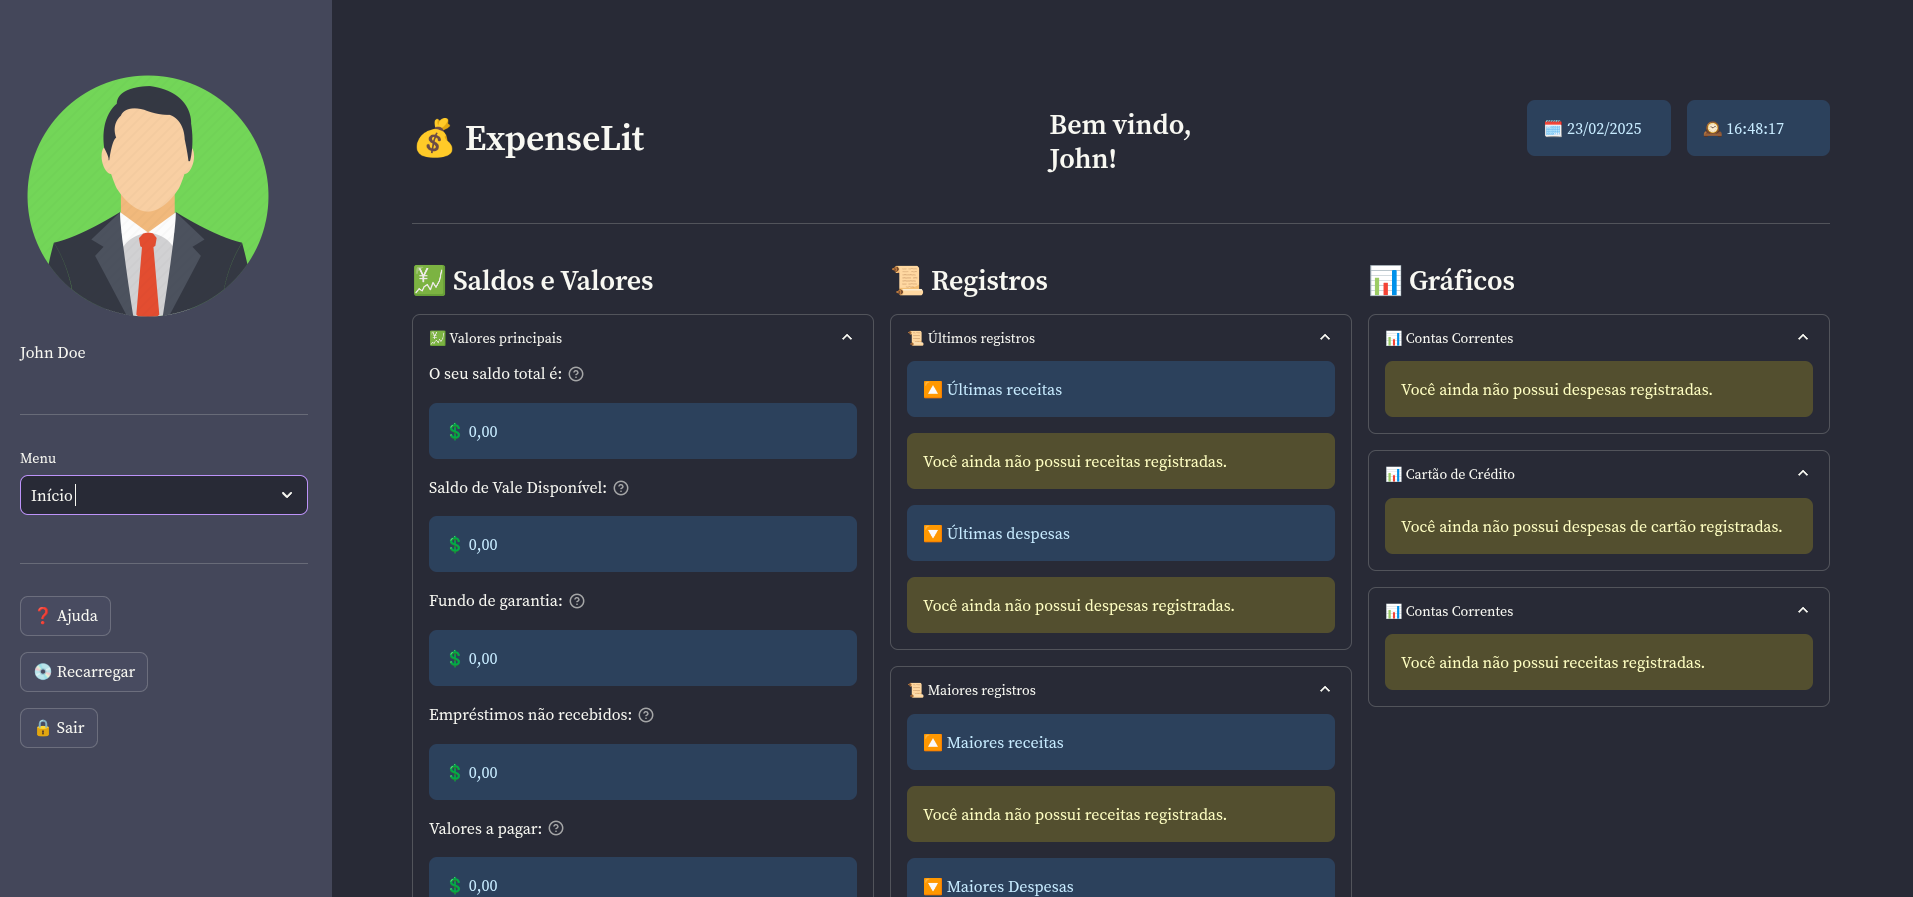 John Doe
Menu
Início
❓ Ajuda
💿 Recarregar
🔒 Sair
💰 ExpenseLit
Bem vindo,
John!
🗓️ 23/02/2025
🕰️ 16:48:17
💹 Saldos e Valores
💹 Valores principais
O seu saldo total é:
💲 0,00
Saldo de Vale Disponível:
💲 0,00
Fundo de garantia:
💲 0,00
Empréstimos não recebidos:
💲 0,00
Valores a pagar:
💲 0,00
📜 Registros
📜 Últimos registros
🔼 Últimas receitas
Você ainda não possui receitas registradas.
🔽 Últimas despesas
Você ainda não possui despesas registradas.
📜 Maiores registros
🔼 Maiores receitas
Você ainda não possui receitas registradas.
🔽 Maiores Despesas
📊 Gráficos
📊 Contas Correntes
Você ainda não possui despesas registradas.
📊 Cartão de Crédito
Você ainda não possui despesas de cartão registradas.
📊 Contas Correntes
Você ainda não possui receitas registradas.